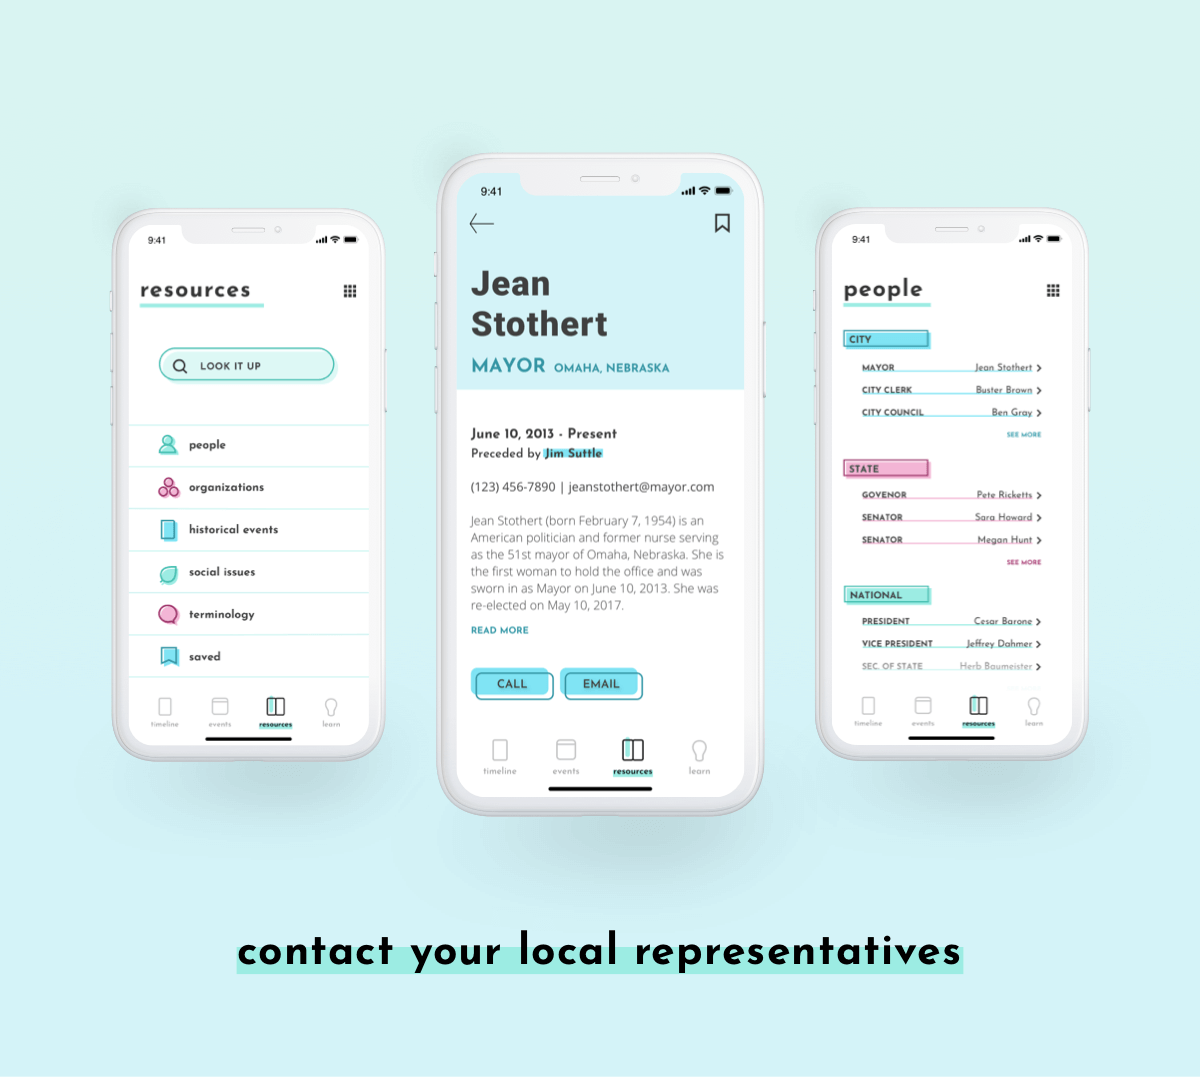 9:41
resources
LOOK IT UP
people
organizations
historical events
social issues
terminology
saved
timeline
events
resources
learn
9:41
Jean
Stothert
MAYOR OMAHA, NEBRASKA
June 10, 2013 - Present
Preceded by Jim Suttle
(123) 456-7890 | jeanstothert@mayor.com
Jean Stothert (born February 7, 1954) is an
American politician and former nurse serving
as the 51st mayor of Omaha, Nebraska. She is
the first woman to hold the office and was
sworn in as Mayor on June 10, 2013. She was
re-elected on May 10, 2017.
READ MORE
CALL
EMAIL
timeline
events
resources
learn
9:41
people
CITY
MAYOR Jean Stothert
CITY CLERK Buster Brown
CITY COUNCIL Ben Gray
SEE MORE
STATE
GOVENOR Pete Ricketts
SENATOR Sara Howard
SENATOR Megan Hunt
SEE MORE
NATIONAL
PRESIDENT Cesar Barone
VICE PRESIDENT Jeffrey Dahmer
SEC. OF STATE Herb Baumeister
timeline
events
resources
learn
contact your local representatives